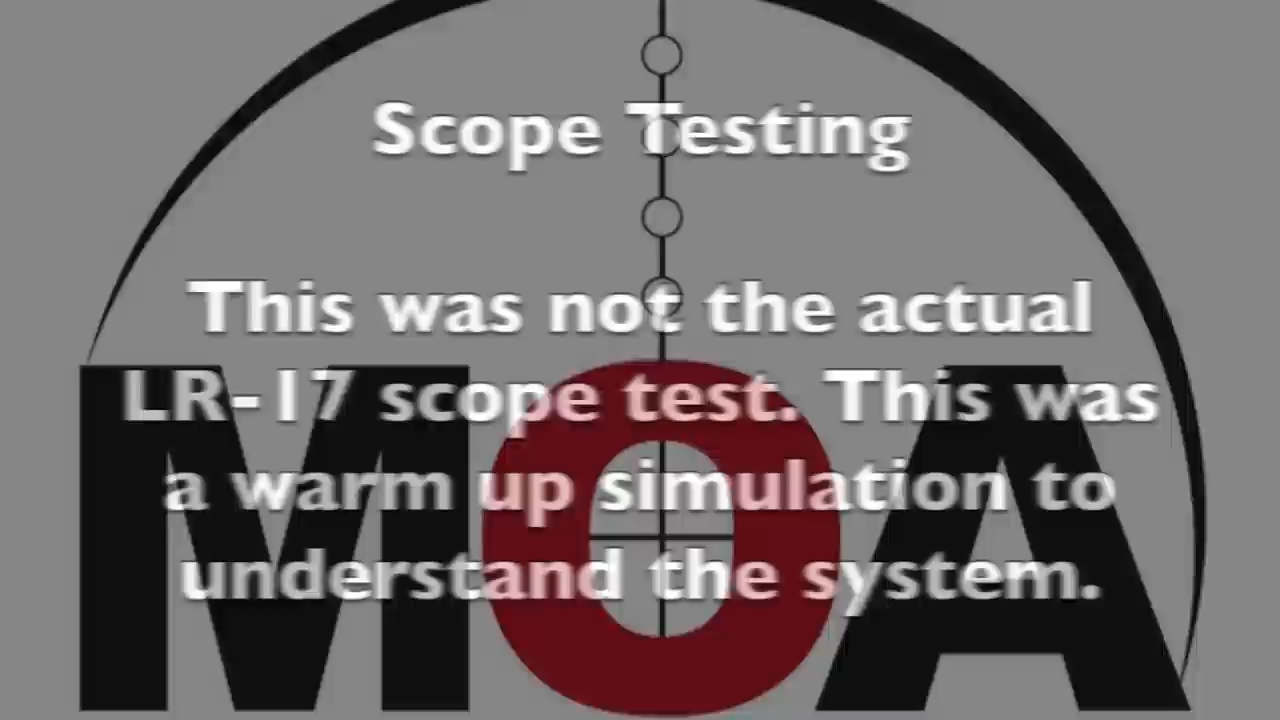 Scope Testing
This was not the actual
LR-17 scope test. This was
a warm up simulation to
understand the system.
MOA